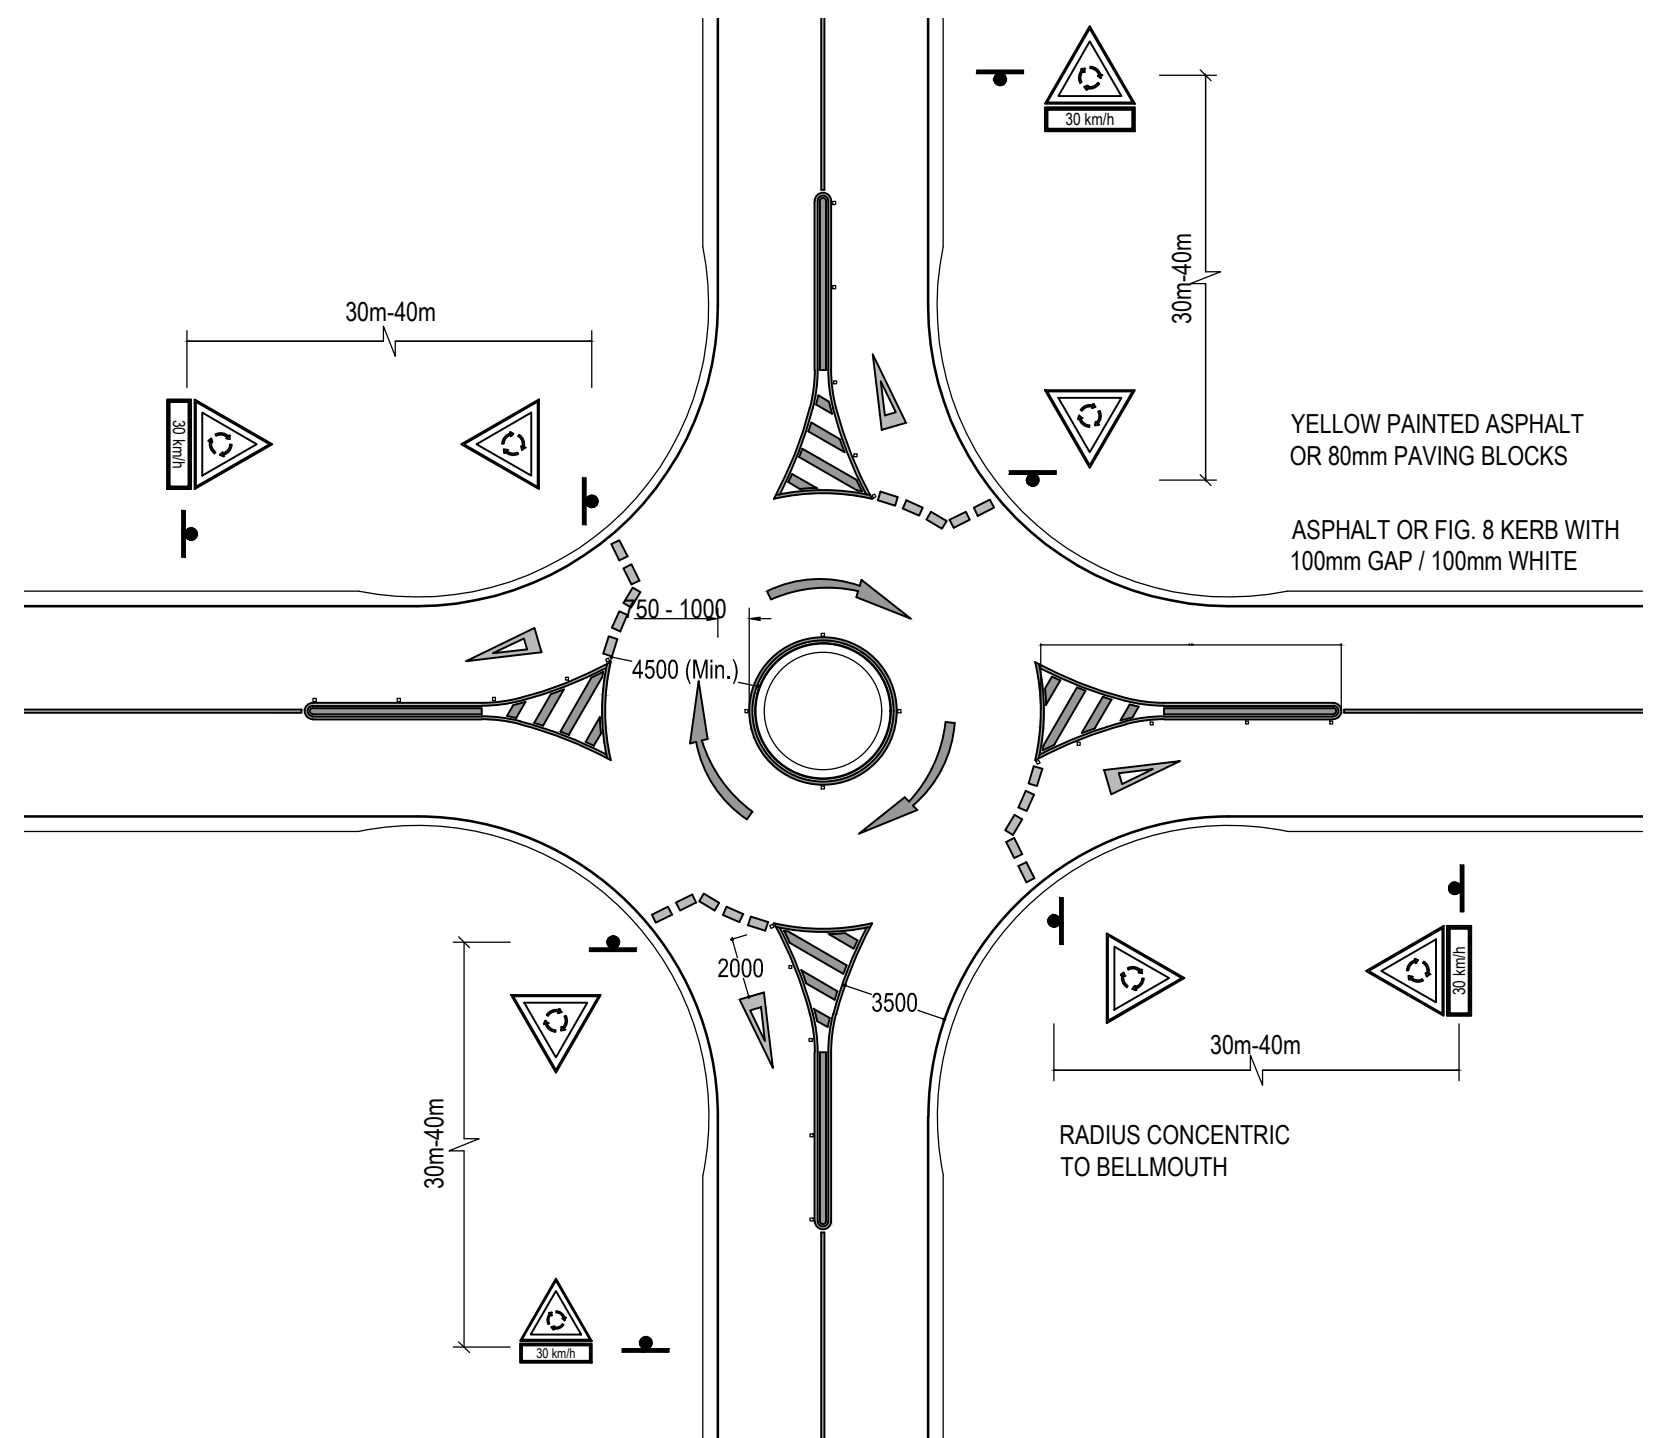 30 km/h
30m-40m
30m-40m
30 km/h
YELLOW PAINTED ASPHALT
OR 80mm PAVING BLOCKS
ASPHALT OR FIG. 8 KERB WITH
100mm GAP / 100mm WHITE
750 - 1000
4500 (Min.)
2000
3500
30 km/h
30m-40m
30m-40m
RADIUS CONCENTRIC
TO BELLMOUTH
30 km/h